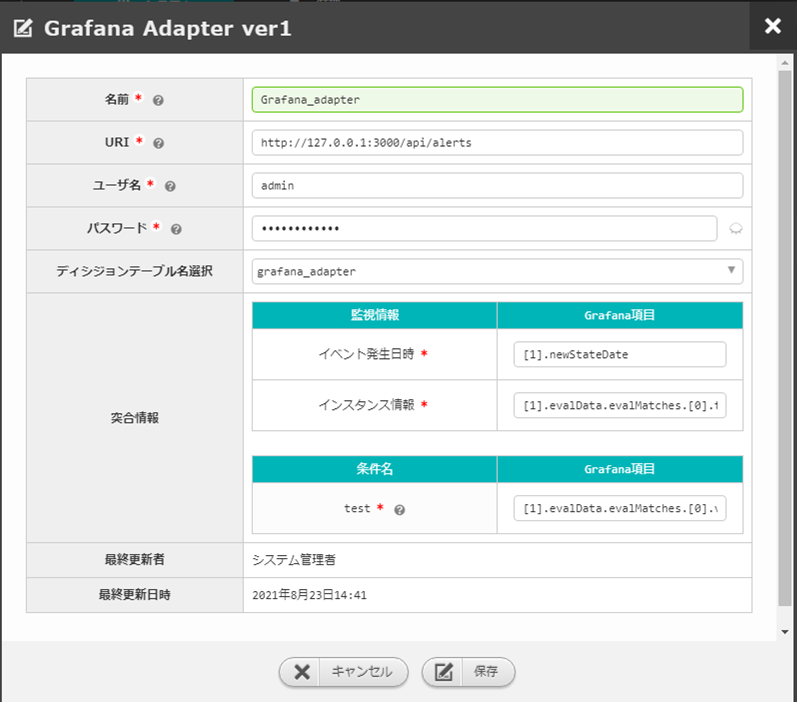 Grafana Adapter ver1
名前 *
Grafana_adapter
URI *
http://127.0.0.1:3000/api/alerts
ユーザ名 *
admin
パスワード *
••••••••••••
ディシジョンテーブル名選択
grafana_adapter
突合情報
監視情報 Grafana項目
イベント発生日時 *
[1].newStateDate
インスタンス情報 *
[1].evalData.evalMatches.[0].t
条件名 Grafana項目
test *
[1].evalData.evalMatches.[0].v
最終更新者
システム管理者
最終更新日時
2021年8月23日14:41
キャンセル
保存